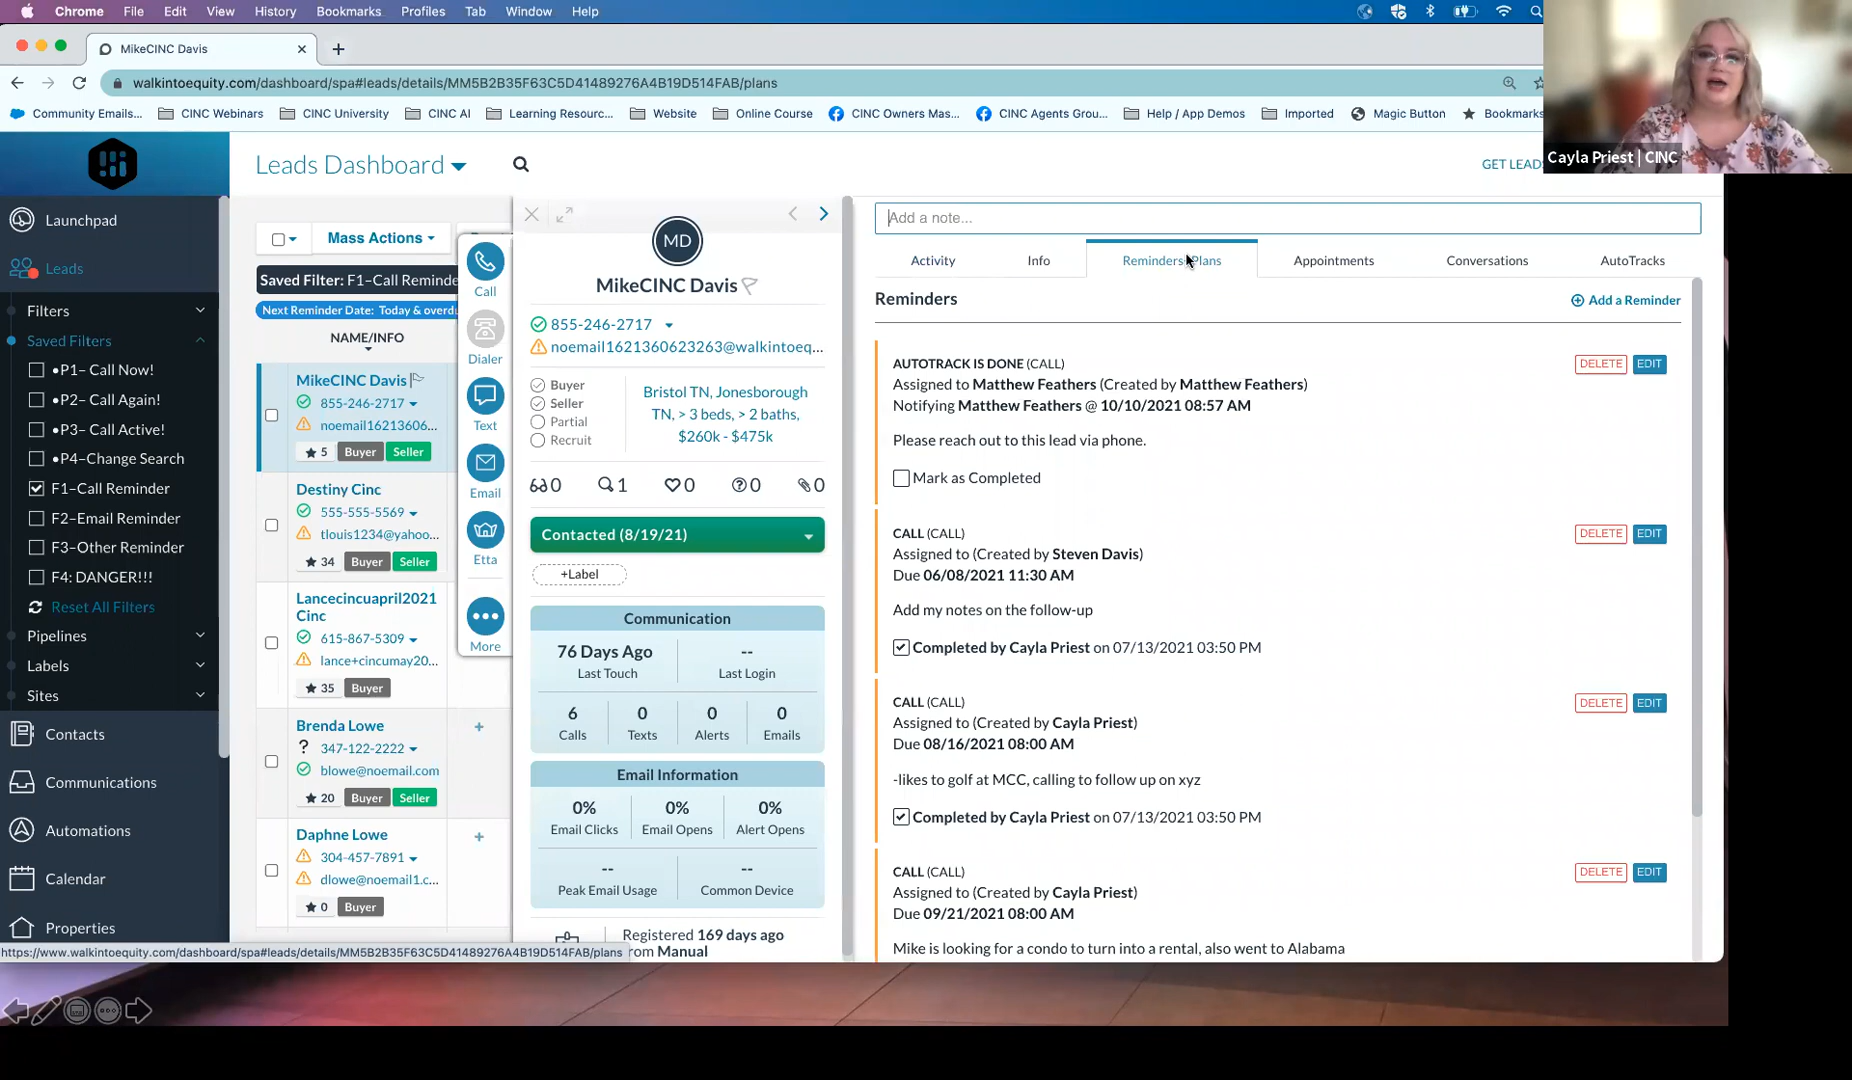 Chrome File Edit View History Bookmarks Profiles Tab Window Help
MikeCINC Davis
walkintoequity.com/dashboard/spa#leads/details/MM5B2B35F63C5D41489276A4B19D514FAB/plans
Community Emails... CINC Webinars CINC University CINC AI Learning Resourc... Website Online Course CINC Owners Mas... CINC Agents Grou... Help / App Demos Imported Magic Button Bookmarks
Cayla Priest | CINC
Leads Dashboard
GET LEADS
Launchpad
Leads
Filters
Saved Filters
•P1– Call Now!
•P2– Call Again!
•P3– Call Active!
•P4–Change Search
F1–Call Reminder
F2–Email Reminder
F3–Other Reminder
F4: DANGER!!!
Reset All Filters
Pipelines
Labels
Sites
Contacts
Communications
Automations
Calendar
Properties
Mass Actions
Saved Filter: F1–Call Reminde
Next Reminder Date: Today & overdu
NAME/INFO
MikeCINC Davis
855-246-2717
noemail16213606...
5 Buyer Seller
Destiny Cinc
555-555-5569
tlouis1234@yahoo...
34 Buyer Seller
Lancecincuapril2021
Cinc
615-867-5309
lance+cincumay20...
35 Buyer
Brenda Lowe
? 347-122-2222
blowe@noemail.com
20 Buyer Seller
Daphne Lowe
304-457-7891
dlowe@noemail1.c...
0 Buyer
Call
Dialer
Text
Email
Etta
More
MD
MikeCINC Davis
855-246-2717
noemail1621360623263@walkintoeq...
Buyer
Seller
Partial
Recruit
Bristol TN, Jonesborough
TN, > 3 beds, > 2 baths,
$260k - $475k
0 1 0 0 0
Contacted (8/19/21)
+Label
Communication
76 Days Ago --
Last Touch Last Login
6 0 0 0
Calls Texts Alerts Emails
Email Information
0% 0% 0%
Email Clicks Email Opens Alert Opens
-- --
Peak Email Usage Common Device
Registered 169 days ago
from Manual
Add a note...
Activity Info Reminders Plans Appointments Conversations AutoTracks
Reminders
Add a Reminder
AUTOTRACK IS DONE (CALL) DELETE EDIT
Assigned to Matthew Feathers (Created by Matthew Feathers)
Notifying Matthew Feathers @ 10/10/2021 08:57 AM
Please reach out to this lead via phone.
Mark as Completed
CALL (CALL) DELETE EDIT
Assigned to (Created by Steven Davis)
Due 06/08/2021 11:30 AM
Add my notes on the follow-up
Completed by Cayla Priest on 07/13/2021 03:50 PM
CALL (CALL) DELETE EDIT
Assigned to (Created by Cayla Priest)
Due 08/16/2021 08:00 AM
-likes to golf at MCC, calling to follow up on xyz
Completed by Cayla Priest on 07/13/2021 03:50 PM
CALL (CALL) DELETE EDIT
Assigned to (Created by Cayla Priest)
Due 09/21/2021 08:00 AM
Mike is looking for a condo to turn into a rental, also went to Alabama
https://www.walkintoequity.com/dashboard/spa#leads/details/MM5B2B35F63C5D41489276A4B19D514FAB/plans